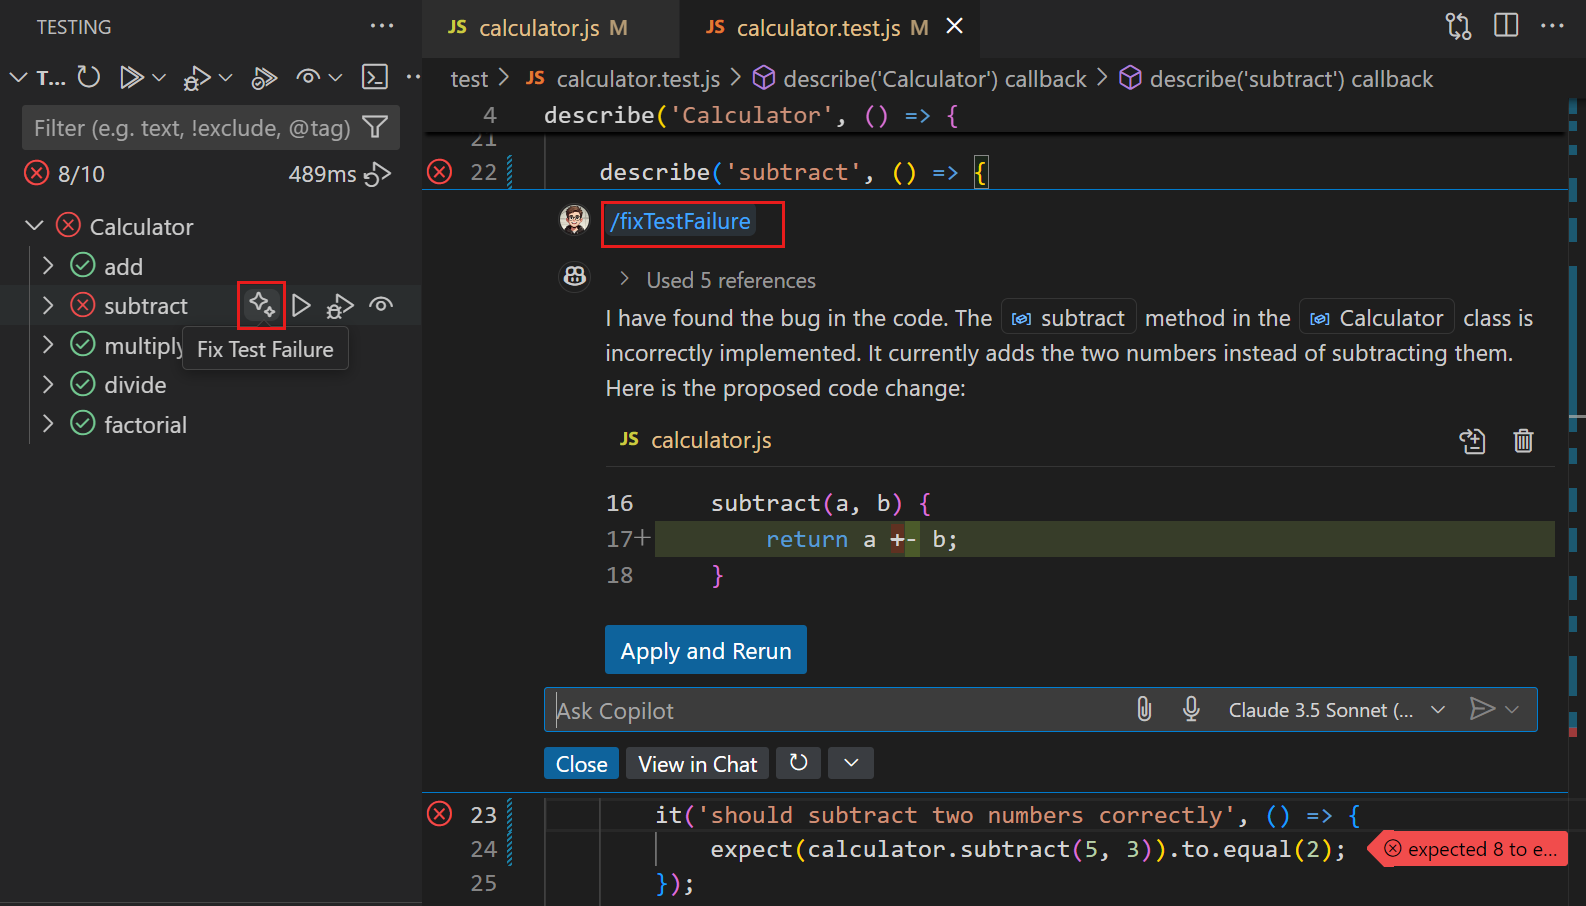 TESTING
T...
Filter (e.g. text, !exclude, @tag)
8/10
489ms
Calculator
add
subtract
multiply
Fix Test Failure
divide
factorial
JS calculator.js M
JS calculator.test.js M
test > JS calculator.test.js > describe('Calculator') callback > describe('subtract') callback
4 describe('Calculator', () => {
21
22 describe('subtract', () => {
/fixTestFailure
Used 5 references
I have found the bug in the code. The subtract method in the Calculator class is
incorrectly implemented. It currently adds the two numbers instead of subtracting them.
Here is the proposed code change:
JS calculator.js
16 subtract(a, b) {
17+ return a +- b;
18 }
Apply and Rerun
Ask Copilot
Claude 3.5 Sonnet (...
Close
View in Chat
23 it('should subtract two numbers correctly', () => {
24 expect(calculator.subtract(5, 3)).to.equal(2);
expected 8 to e...
25 });